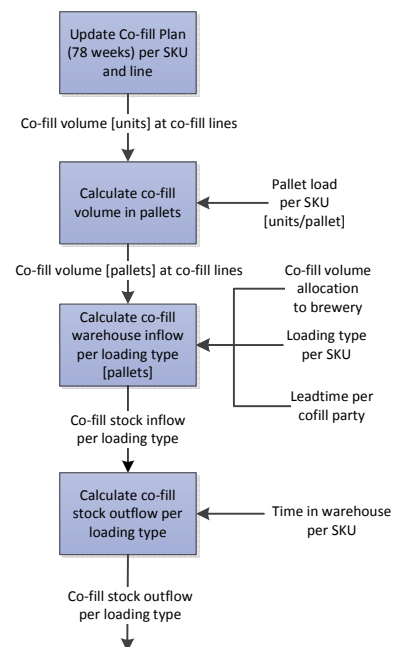 Update Co-fill Plan
(78 weeks) per SKU
and line
Co-fill volume [units] at co-fill lines
Calculate co-fill
volume in pallets
Pallet load
per SKU
[units/pallet]
Co-fill volume [pallets] at co-fill lines
Co-fill volume
allocation
to brewery
Calculate co-fill
warehouse inflow
per loading type
[pallets]
Loading type
per SKU
Leadtime per
cofill party
Co-fill stock inflow
per loading type
Calculate co-fill
stock outflow per
loading type
Time in warehouse
per SKU
Co-fill stock outflow
per loading type